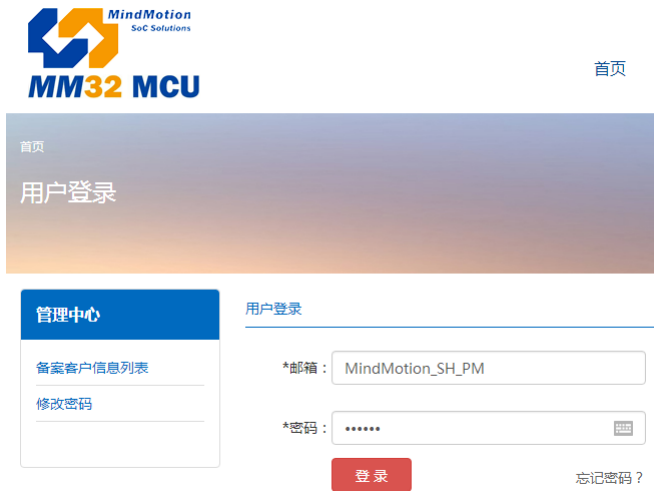 MindMotion
SoC Solutions
MM32 MCU
首页
首页
用户登录
管理中心
备案客户信息列表
修改密码
用户登录
*邮箱：
MindMotion_SH_PM
*密码：
••••••
登 录
忘记密码？